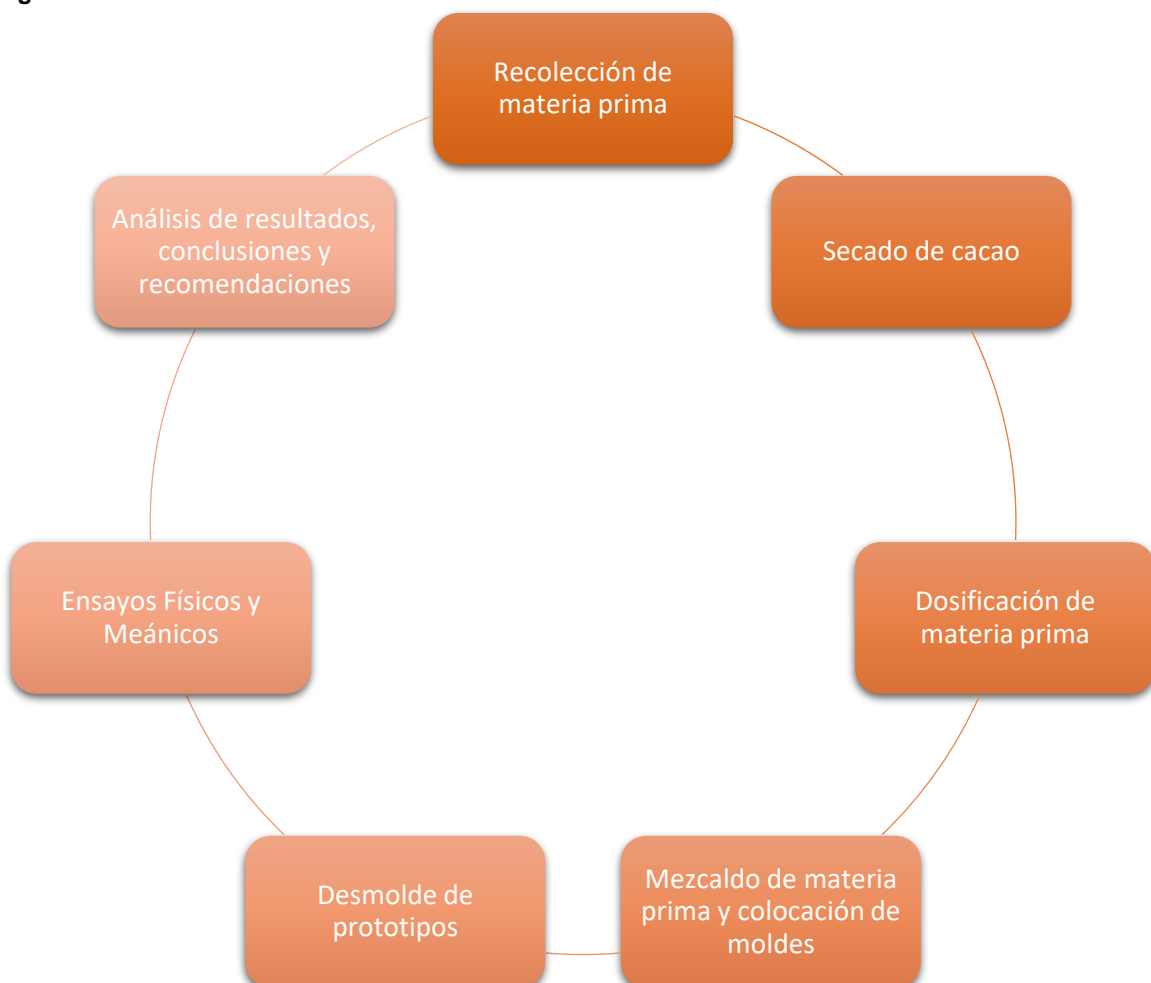 Recolección de
materia prima
Secado de cacao
Dosificación de
materia prima
Mezcaldo de materia
prima y colocación de
moldes
Desmolde de
prototipos
Ensayos Físicos y
Meánicos
Análisis de resultados,
conclusiones y
recomendaciones